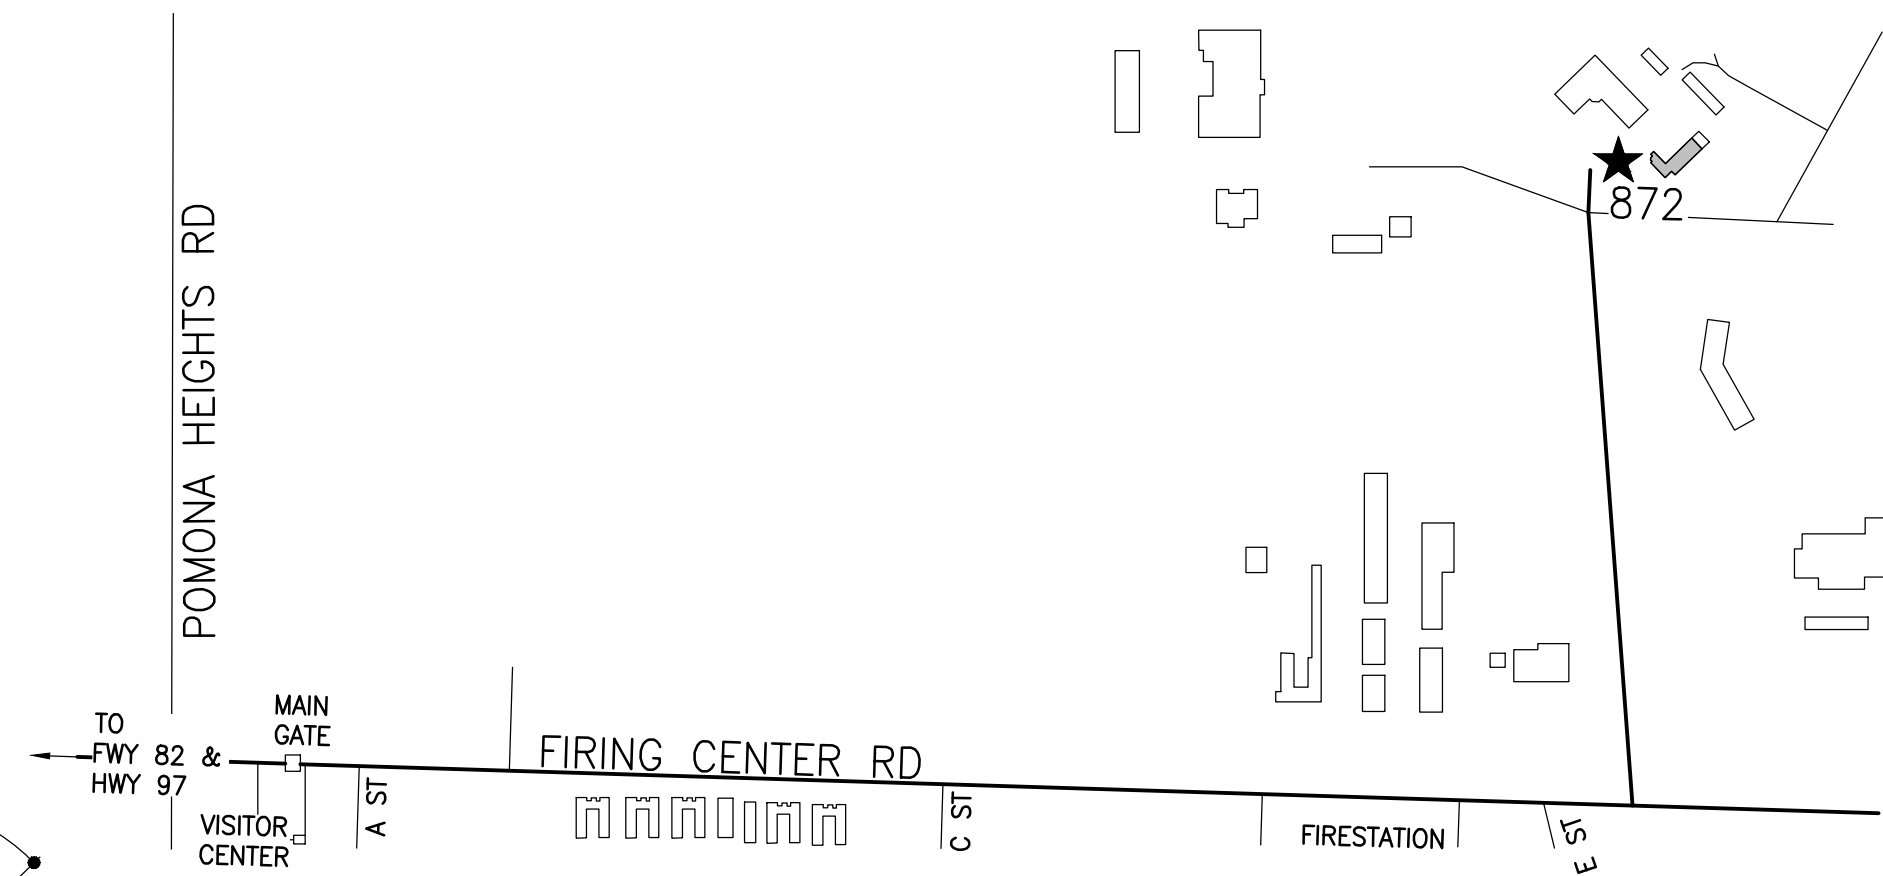 872
POMONA HEIGHTS RD
MAIN
GATE
TO
FWY 82 &
HWY 97
FIRING CENTER RD
VISITOR
CENTER
A ST
C ST
FIRESTATION
E ST